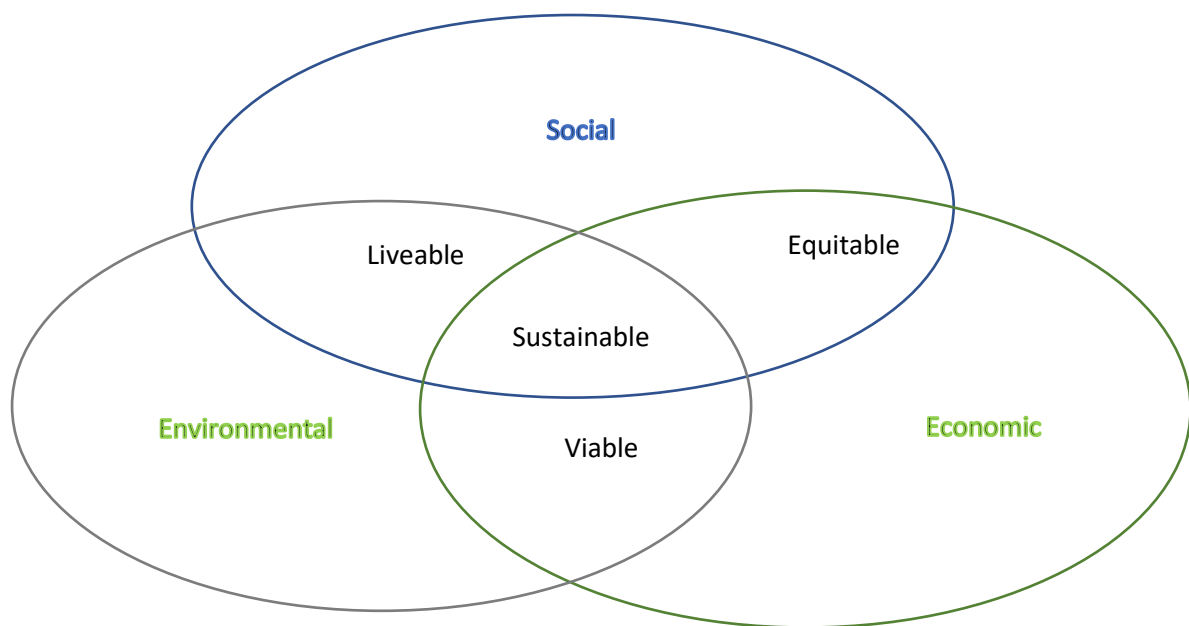 Social
Equitable
Liveable
Sustainable
Environmental
Economic
Viable